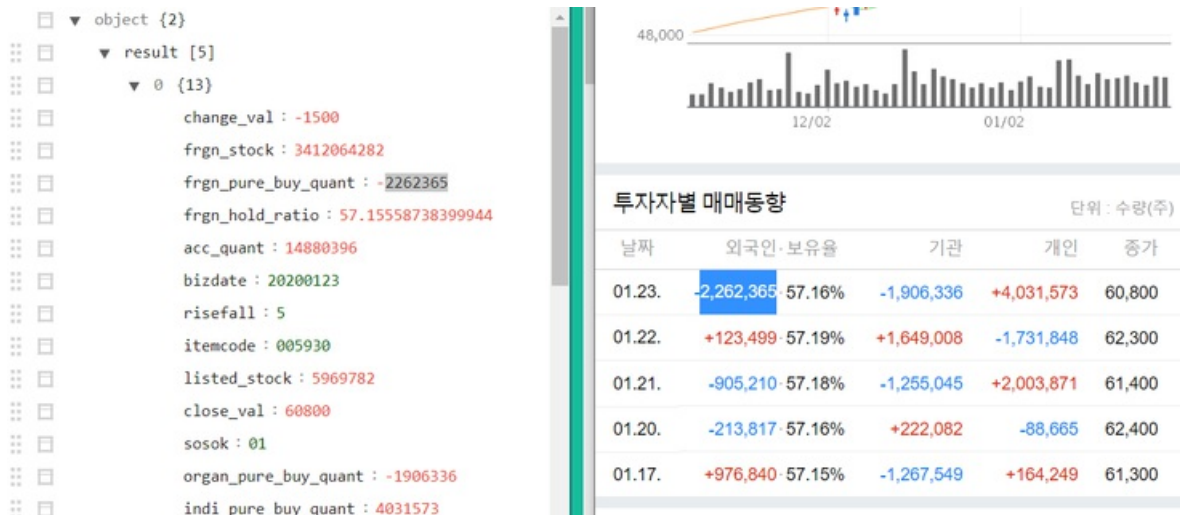 object {2}
result [5]
0 {13}
change_val : -1500
frgn_stock : 3412064282
frgn_pure_buy_quant : -2262365
frgn_hold_ratio : 57.15558738399944
acc_quant : 14880396
bizdate : 20200123
risefall : 5
itemcode : 005930
listed_stock : 5969782
close_val : 60800
sosok : 01
organ_pure_buy_quant : -1906336
indi_pure_buy_quant : 4031573
48,000
12/02 01/02
투자자별 매매동향 단위 : 수량(주)
날짜 외국인·보유율 기관 개인 종가
01.23. -2,262,365·57.16% -1,906,336 +4,031,573 60,800
01.22. +123,499·57.19% +1,649,008 -1,731,848 62,300
01.21. -905,210·57.18% -1,255,045 +2,003,871 61,400
01.20. -213,817·57.16% +222,082 -88,665 62,400
01.17. +976,840·57.15% -1,267,549 +164,249 61,300